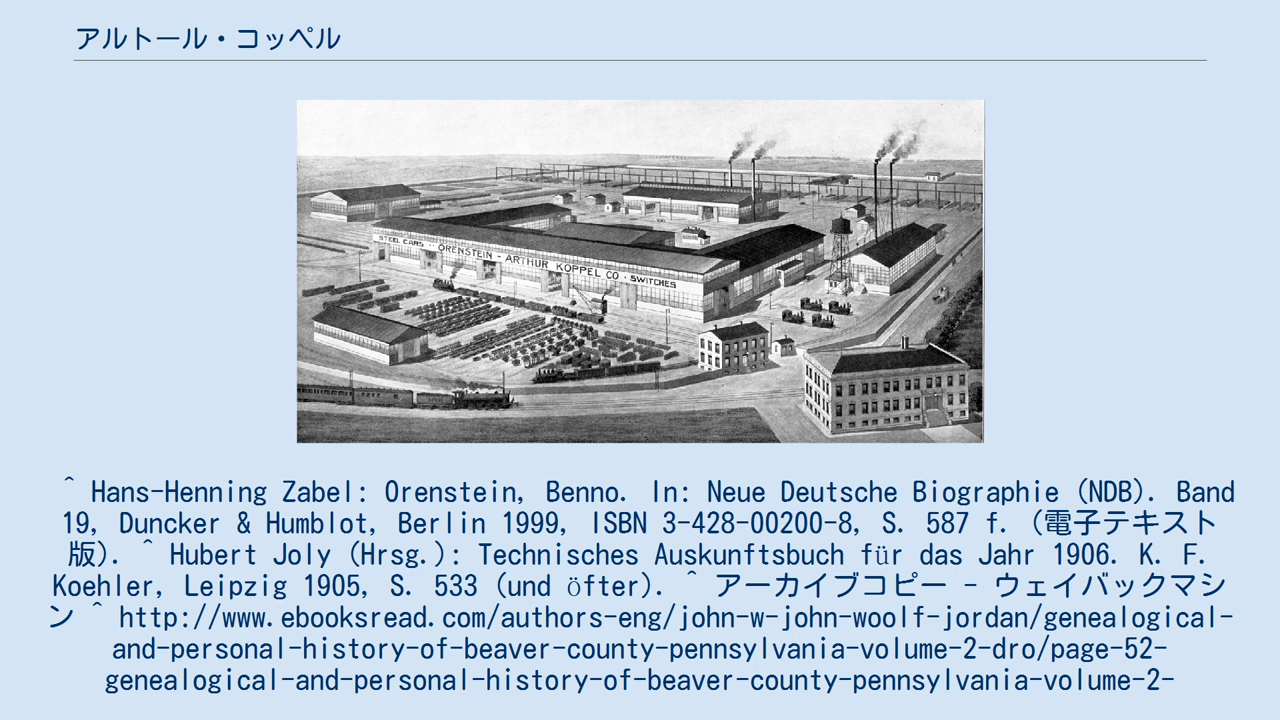 アルトール・コッペル
STEEL CARS - ORENSTEIN - ARTHUR KOPPEL CO - SWITCHES
^ Hans-Henning Zabel: Orenstein, Benno. In: Neue Deutsche Biographie (NDB). Band
19, Duncker & Humblot, Berlin 1999, ISBN 3-428-00200-8, S. 587 f. (電子テキスト
版). ^ Hubert Joly (Hrsg.): Technisches Auskunftsbuch für das Jahr 1906. K. F.
Koehler, Leipzig 1905, S. 533 (und öfter). ^ アーカイブコピー - ウェイバックマシ
ン ^ http://www.ebooksread.com/authors-eng/john-w-john-woolf-jordan/genealogical-
and-personal-history-of-beaver-county-pennsylvania-volume-2-dro/page-52-
genealogical-and-personal-history-of-beaver-county-pennsylvania-volume-2-